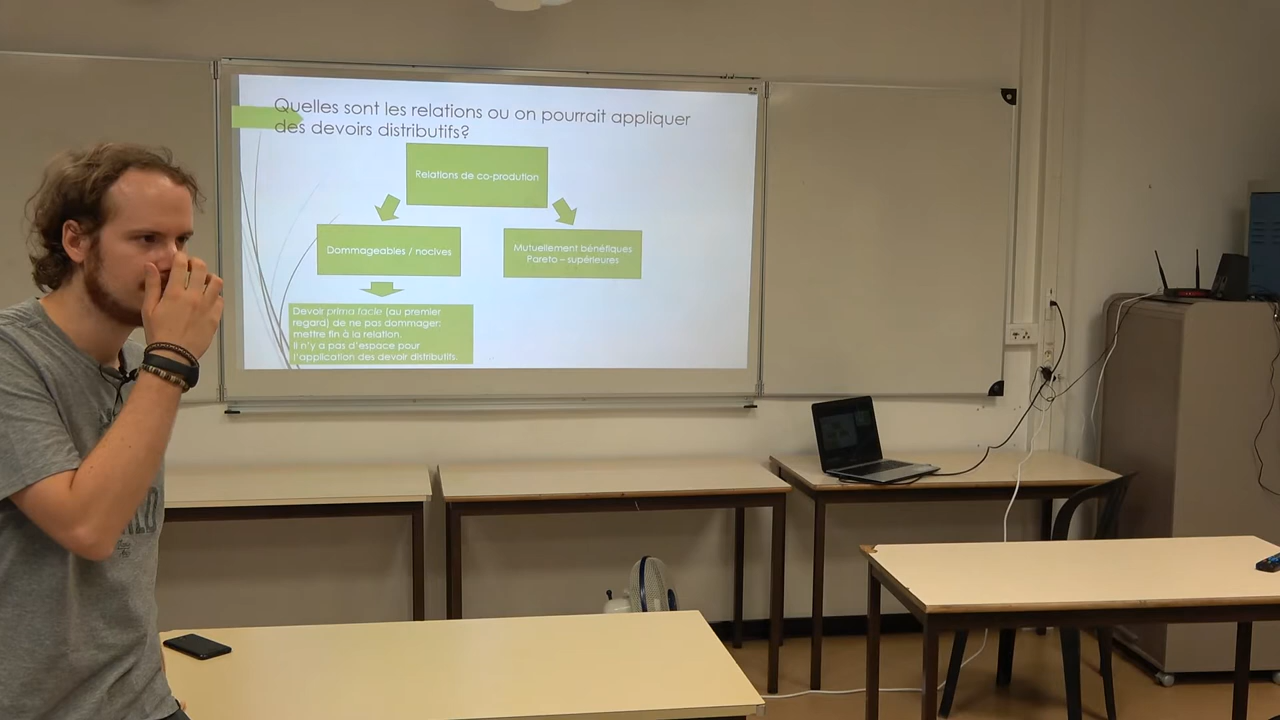 Quelles sont les relations ou on pourrait appliquer
des devoirs distributifs?
Relations de co-prodution
Dommageables / nocives
Mutuellement bénéfiques
Pareto – supérieures
Devoir prima facie (au premier
regard) de ne pas dommager:
mettre fin à la relation.
Il n'y a pas d'espace pour
l'application des devoir distributifs.